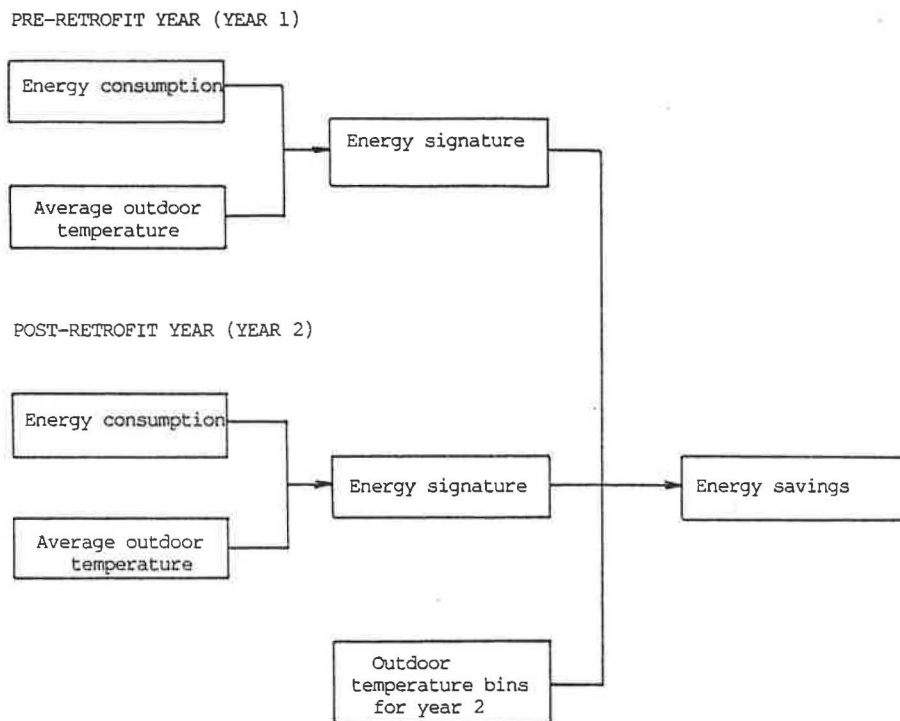 PRE-RETROFIT YEAR (YEAR 1)
Energy consumption
Energy signature
Average outdoor
temperature
POST-RETROFIT YEAR (YEAR 2)
Energy consumption
Energy signature
Energy savings
Average outdoor
temperature
Outdoor
temperature bins
for year 2